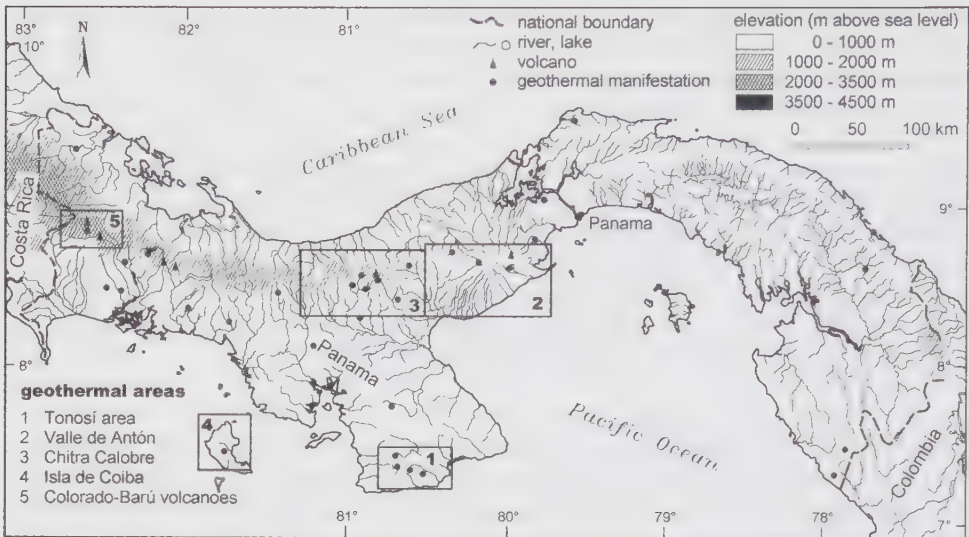 83°
82°
81°
10°
N
national boundary
river, lake
volcano
geothermal manifestation
elevation (m above sea level)
0 - 1000 m
1000 - 2000 m
2000 - 3500 m
3500 - 4500 m
0 50 100 km
Caribbean Sea
Costa Rica
5
Panama
9°
3
2
Panama
8°
8°
Pacific Ocean
Colombia
geothermal areas
1 Tonosí area
2 Valle de Antón
3 Chitra Calobre
4 Isla de Coiba
5 Colorado-Barú volcanoes
4
1
81°
80°
79°
78°
7°